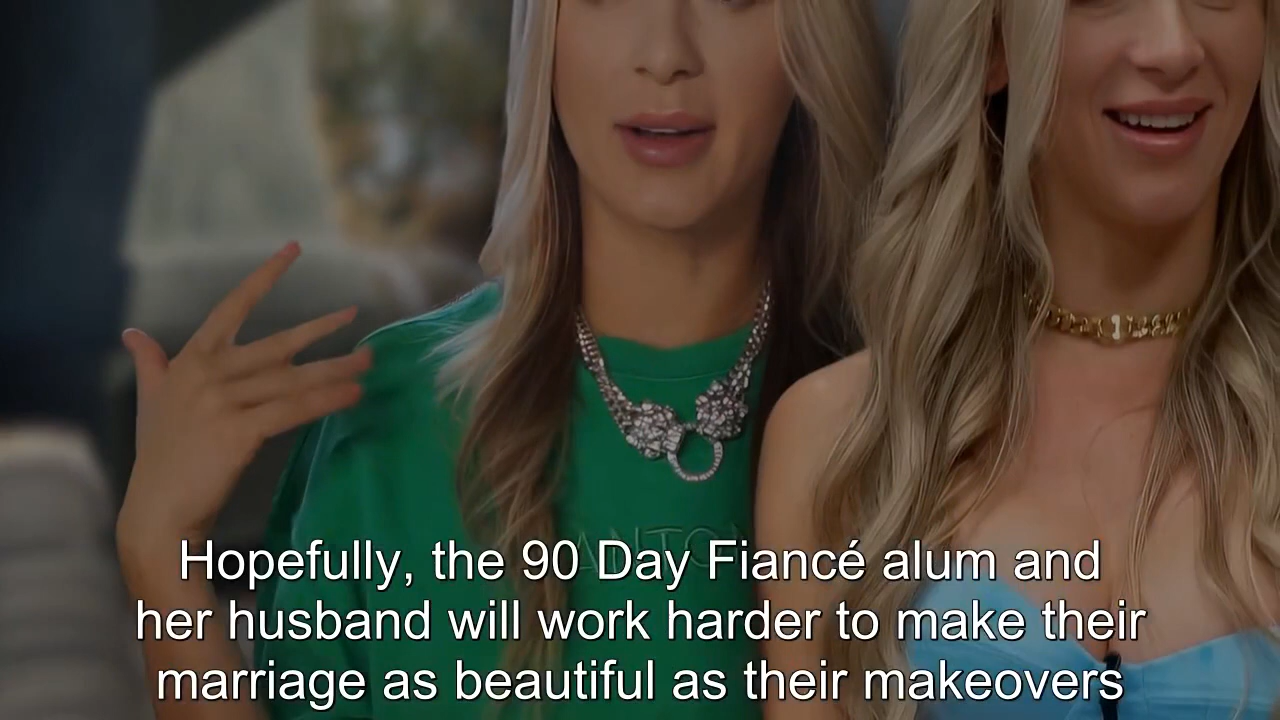 ANTO
Hopefully, the 90 Day Fiancé alum and
her husband will work harder to make their
marriage as beautiful as their makeovers